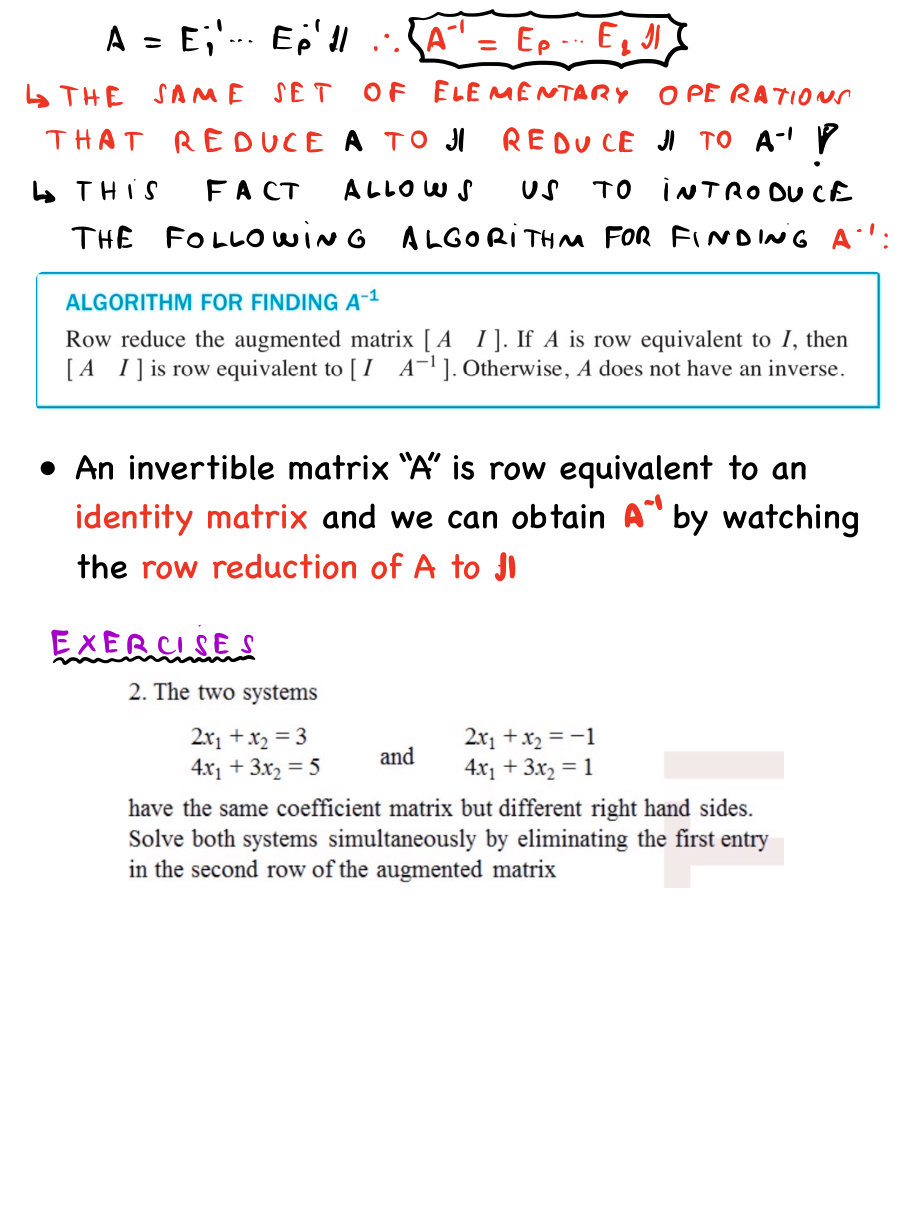 A = E₁⁻¹ ... Eₚ⁻¹ 𝕀 ∴ A⁻¹ = Eₚ ... E₁ 𝕀
↳ THE SAME SET OF ELEMENTARY OPERATIONS
THAT REDUCE A TO 𝕀 REDUCE 𝕀 TO A⁻¹ !
↳ THIS FACT ALLOWS US TO INTRODUCE
THE FOLLOWING ALGORITHM FOR FINDING A⁻¹:
ALGORITHM FOR FINDING A⁻¹
Row reduce the augmented matrix [ A I ]. If A is row equivalent to I, then
[ A I ] is row equivalent to [ I A⁻¹ ]. Otherwise, A does not have an inverse.
• An invertible matrix “A” is row equivalent to an
identity matrix and we can obtain A⁻¹ by watching
the row reduction of A to 𝕀
EXERCISES
2. The two systems
2x₁ + x₂ = 3 2x₁ + x₂ = −1
and
4x₁ + 3x₂ = 5 4x₁ + 3x₂ = 1
have the same coefficient matrix but different right hand sides.
Solve both systems simultaneously by eliminating the first entry
in the second row of the augmented matrix